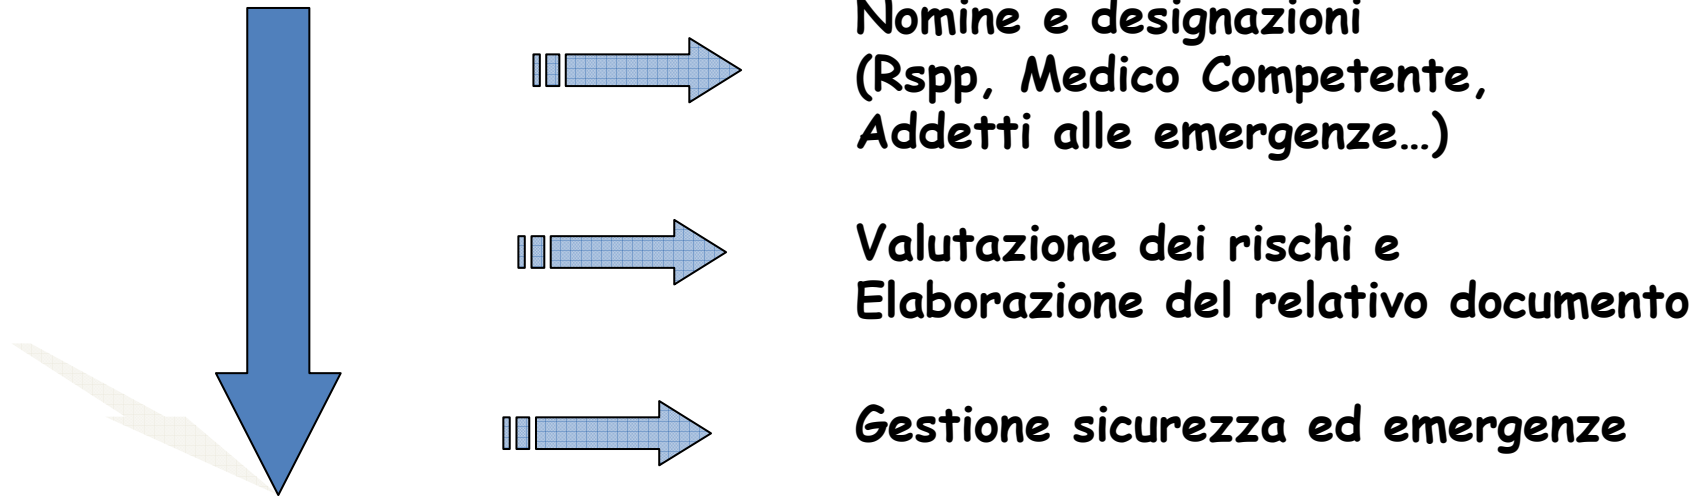 Nomine e designazioni
(Rspp, Medico Competente,
Addetti alle emergenze…)
Valutazione dei rischi e
Elaborazione del relativo documento
Gestione sicurezza ed emergenze